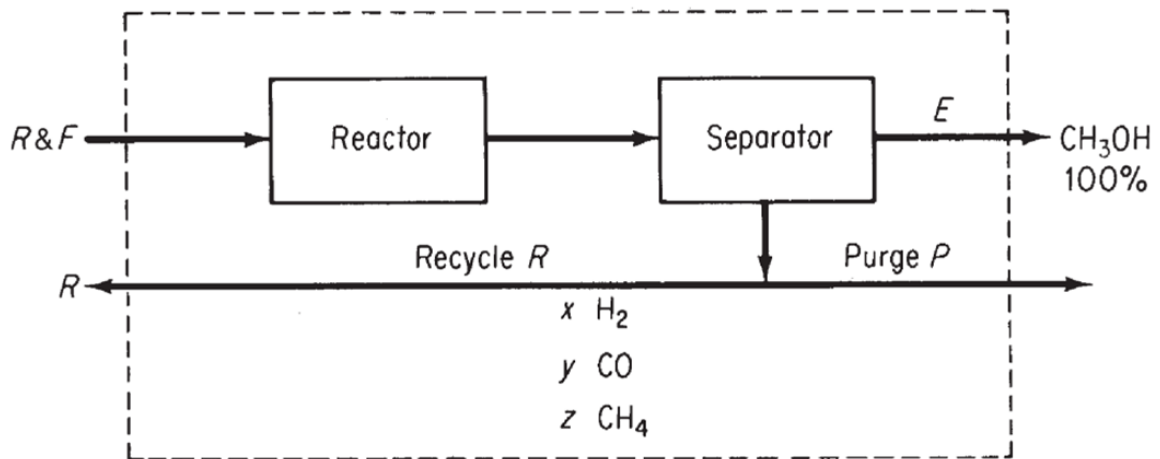 R&F
Reactor
Separator
E
CH₃OH
100%
Recycle R
Purge P
R
x H₂
y CO
z CH₄